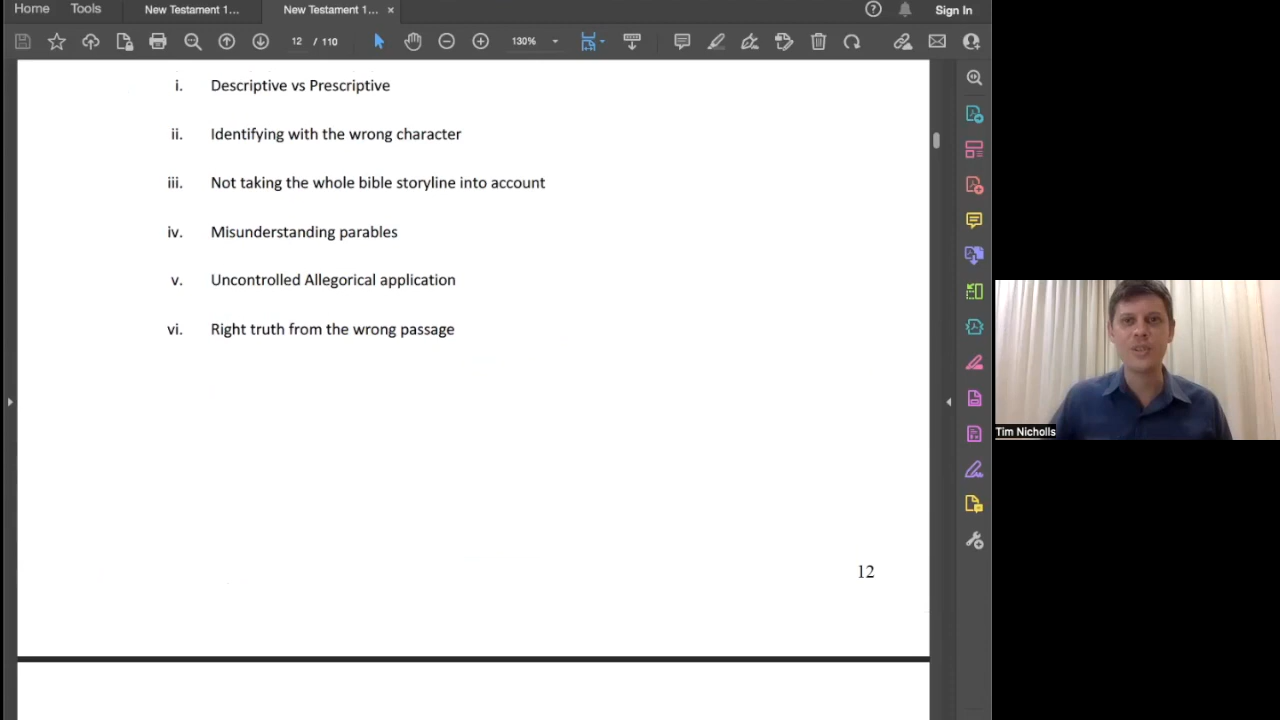 Home Tools New Testament 1... New Testament 1... × Sign In
12 / 110 130%
i. Descriptive vs Prescriptive
ii. Identifying with the wrong character
iii. Not taking the whole bible storyline into account
iv. Misunderstanding parables
v. Uncontrolled Allegorical application
vi. Right truth from the wrong passage
Tim Nicholls
12